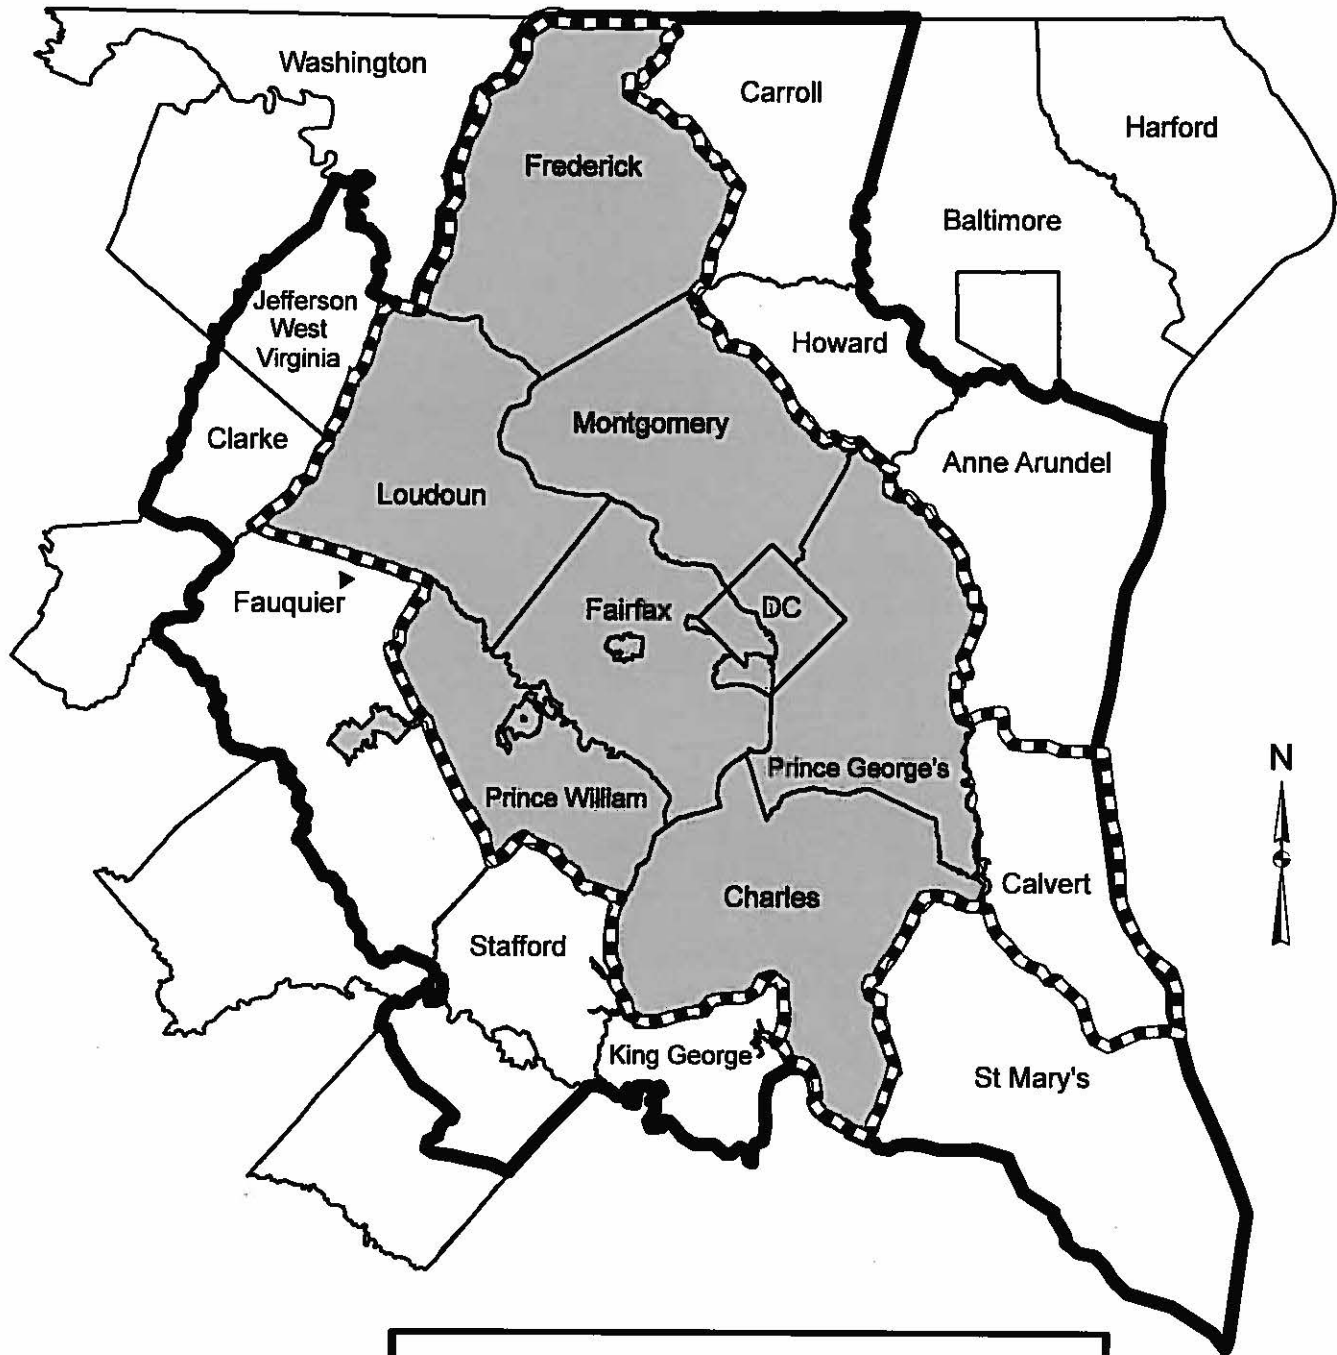 Washington
Carroll
Harford
Frederick
Baltimore
Jefferson
West
Virginia
Howard
Montgomery
Clarke
Anne Arundel
Loudoun
Fauquier
Fairfax
DC
Prince George's
N
Prince William
Charles
Calvert
Stafford
King George
St Mary's